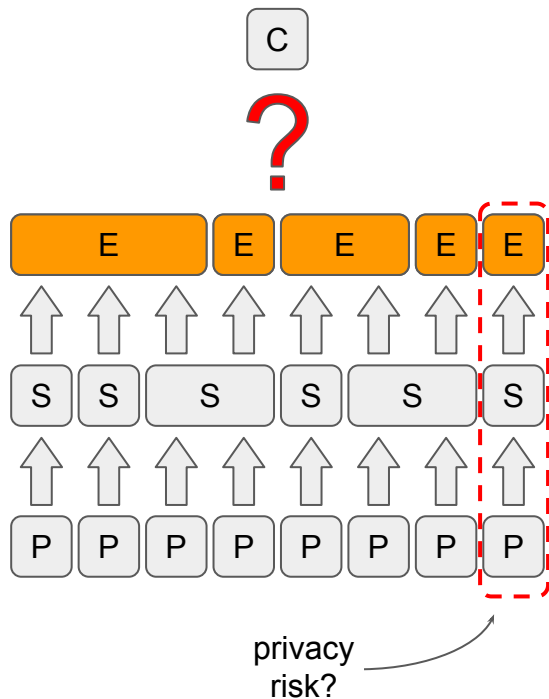 C
?
E E E E E
S S S S S S
P P P P P P P P
privacy
risk?